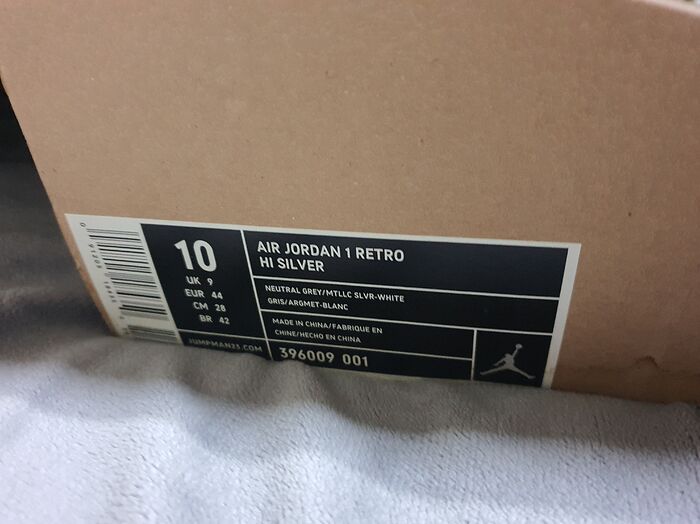 10
UK 9
EUR 44
CM 28
BR 42
JUMPMAN23.COM
AIR JORDAN 1 RETRO
HI SILVER
NEUTRAL GREY/MTLLC SLVR-WHITE
GRIS/ARGMET-BLANC
MADE IN CHINA/FABRIQUE EN
CHINE/HECHO EN CHINA
396009 001